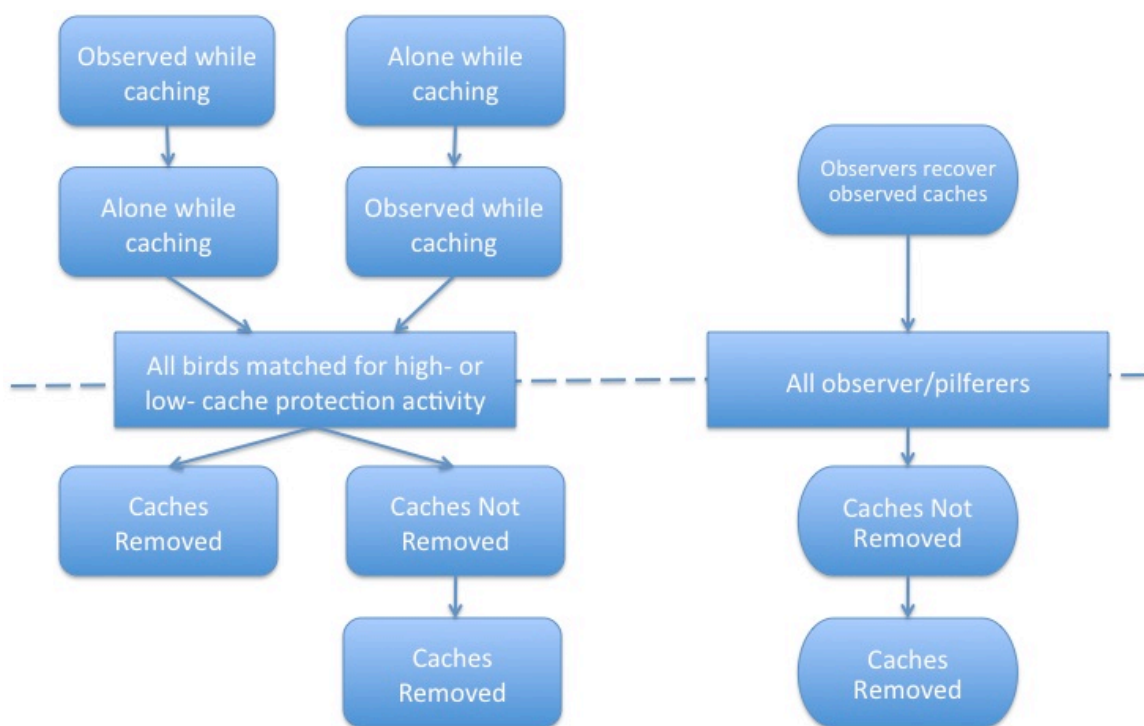 Observed while
caching
Alone while
caching
Alone while
caching
Observed while
caching
All birds matched for high- or
low- cache protection activity
Caches
Removed
Caches Not
Removed
Caches
Removed
Observers recover
observed caches
All observer/pilferers
Caches Not
Removed
Caches
Removed